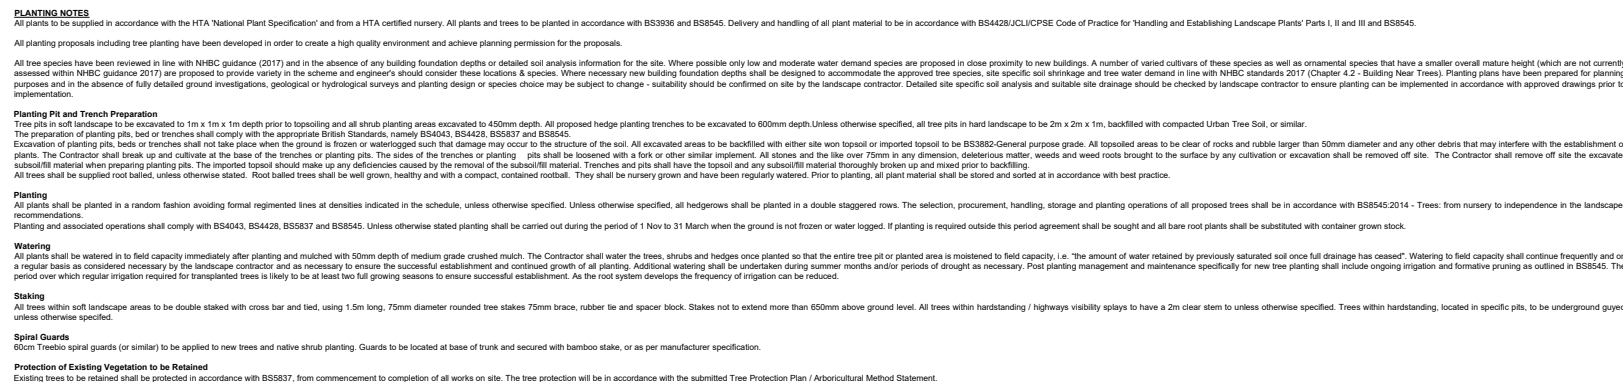 PLANTING NOTES
All plants to be supplied in accordance with the HTA 'National Plant Specification' and from a HTA certified nursery. All plants and trees to be planted in accordance with BS3936 and BS8545. Delivery and handling of all plant material to be in accordance with BS4428/JCLI/CPSE Code of Practice for 'Handling and Establishing Landscape Plants' Parts I, II and III and BS8545.
All planting proposals including tree planting have been developed in order to create a high quality environment and achieve planning permission for the proposals.
All tree species have been reviewed in line with NHBC guidance (2017) and in the absence of any building foundation depths or detailed soil analysis information for the site. Where possible only low and moderate water demand species are proposed in close proximity to new buildings. A number of varied cultivars of these species as well as ornamental species that have a smaller overall mature height (which are not currently
assessed within NHBC guidance 2017) are proposed to provide variety in the scheme and engineer's should consider these locations & species. Where necessary new building foundation depths shall be designed to accommodate the approved tree species, site specific soil shrinkage and tree water demand in line with NHBC standards 2017 (Chapter 4.2 - Building Near Trees). Planting plans have been prepared for planning
purposes and in the absence of fully detailed ground investigations, geological or hydrological surveys and planting design or species choice may be subject to change - suitability should be confirmed on site by the landscape contractor. Detailed site specific soil analysis and suitable site drainage should be checked by landscape contractor to ensure planting can be implemented in accordance with approved drawings prior to
implementation.
Planting Pit and Trench Preparation
Tree pits in soft landscape to be excavated to 1m x 1m x 1m depth prior to topsoiling and all shrub planting areas excavated to 450mm depth. All proposed hedge planting trenches to be excavated to 600mm depth.Unless otherwise specified, all tree pits in hard landscape to be 2m x 2m x 1m, backfilled with compacted Urban Tree Soil, or similar.
The preparation of planting pits, bed or trenches shall comply with the appropriate British Standards, namely BS4043, BS4428, BS5837 and BS8545.
Excavation of planting pits, beds or trenches shall not take place when the ground is frozen or waterlogged such that damage may occur to the structure of the soil. All excavated areas to be backfilled with either site won topsoil or imported topsoil to be BS3882-General purpose grade. All topsoiled areas to be clear of rocks and rubble larger than 50mm diameter and any other debris that may interfere with the establishment o
plants. The Contractor shall break up and cultivate at the base of the trenches or planting pits. The sides of the trenches or planting pits shall be loosened with a fork or other similar implement. All stones and the like over 75mm in any dimension, deleterious matter, weeds and weed roots brought to the surface by any cultivation or excavation shall be removed off site. The Contractor shall remove off site the excavate
subsoil/fill material when preparing planting pits. The imported topsoil should make up any deficiencies caused by the removal of the subsoil/fill material. Trenches and pits shall have the topsoil and any subsoil/fill material thoroughly broken up and mixed prior to backfilling.
All trees shall be supplied root balled, unless otherwise stated. Root balled trees shall be well grown, healthy and with a compact, contained rootball. They shall be nursery grown and have been regularly watered. Prior to planting, all plant material shall be stored and sorted at in accordance with best practice.
Planting
All plants shall be planted in a random fashion avoiding formal regimented lines at densities indicated in the schedule, unless otherwise specified. Unless otherwise specified, all hedgerows shall be planted in a double staggered rows. The selection, procurement, handling, storage and planting operations of all proposed trees shall be in accordance with BS8545:2014 - Trees: from nursery to independence in the landscape
recommendations.
Planting and associated operations shall comply with BS4043, BS4428, BS5837 and BS8545. Unless otherwise stated planting shall be carried out during the period of 1 Nov to 31 March when the ground is not frozen or water logged. If planting is required outside this period agreement shall be sought and all bare root plants shall be substituted with container grown stock.
Watering
All plants shall be watered in to field capacity immediately after planting and mulched with 50mm depth of medium grade crushed mulch. The Contractor shall water the trees, shrubs and hedges once planted so that the entire tree pit or planted area is moistened to field capacity, i.e. "the amount of water retained by previously saturated soil once full drainage has ceased". Watering to field capacity shall continue frequently and on
a regular basis as considered necessary by the landscape contractor and as necessary to ensure the successful establishment and continued growth of all planting. Additional watering shall be undertaken during summer months and/or periods of drought as necessary. Post planting management and maintenance specifically for new tree planting shall include ongoing irrigation and formative pruning as outlined in BS8545. The
period over which regular irrigation required for transplanted trees is likely to be at least two full growing seasons to ensure successful establishment. As the root system develops the frequency of irrigation can be reduced.
Staking
All trees within soft landscape areas to be double staked with cross bar and tied, using 1.5m long, 75mm diameter rounded tree stakes 75mm brace, rubber tie and spacer block. Stakes not to extend more than 650mm above ground level. All trees within hardstanding / highways visibility splays to have a 2m clear stem to unless otherwise specified. Trees within hardstanding, located in specific pits, to be underground guyed
unless otherwise specifed.
Spiral Guards
60cm Treebio spiral guards (or similar) to be applied to new trees and native shrub planting. Guards to be located at base of trunk and secured with bamboo stake, or as per manufacturer specification.
Protection of Existing Vegetation to be Retained
Existing trees to be retained shall be protected in accordance with BS5837, from commencement to completion of all works on site. The tree protection will be in accordance with the submitted Tree Protection Plan / Arboricultural Method Statement.